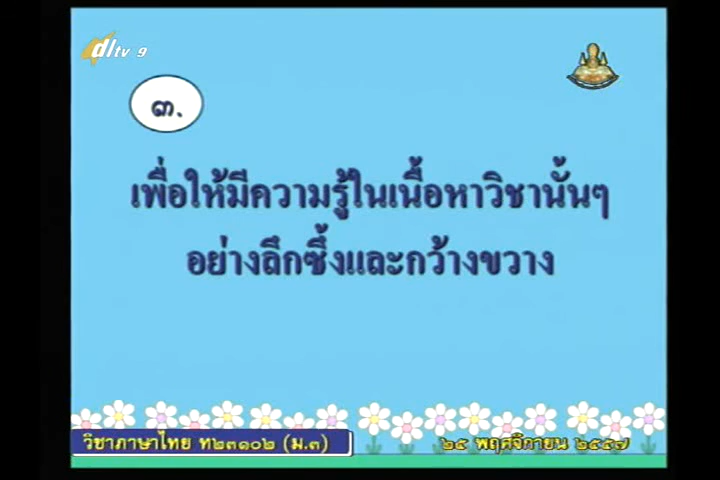 dltv 9
๓.
เพื่อให้มีความรู้ในเนื้อหาวิชานั้นๆ
อย่างลึกซึ้งและกว้างขวาง
วิชาภาษาไทย ท๒๓๑๐๒ (ม.๓)
๒๕ พฤศจิกายน ๒๕๕๗